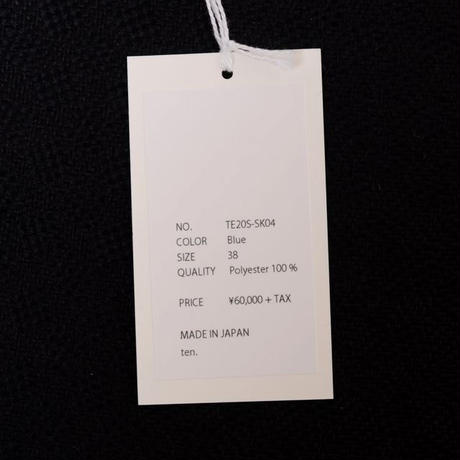 NO. TE20S-SK04
COLOR Blue
SIZE 38
QUALITY Polyester 100 %
PRICE ¥60,000 + TAX
MADE IN JAPAN
ten.